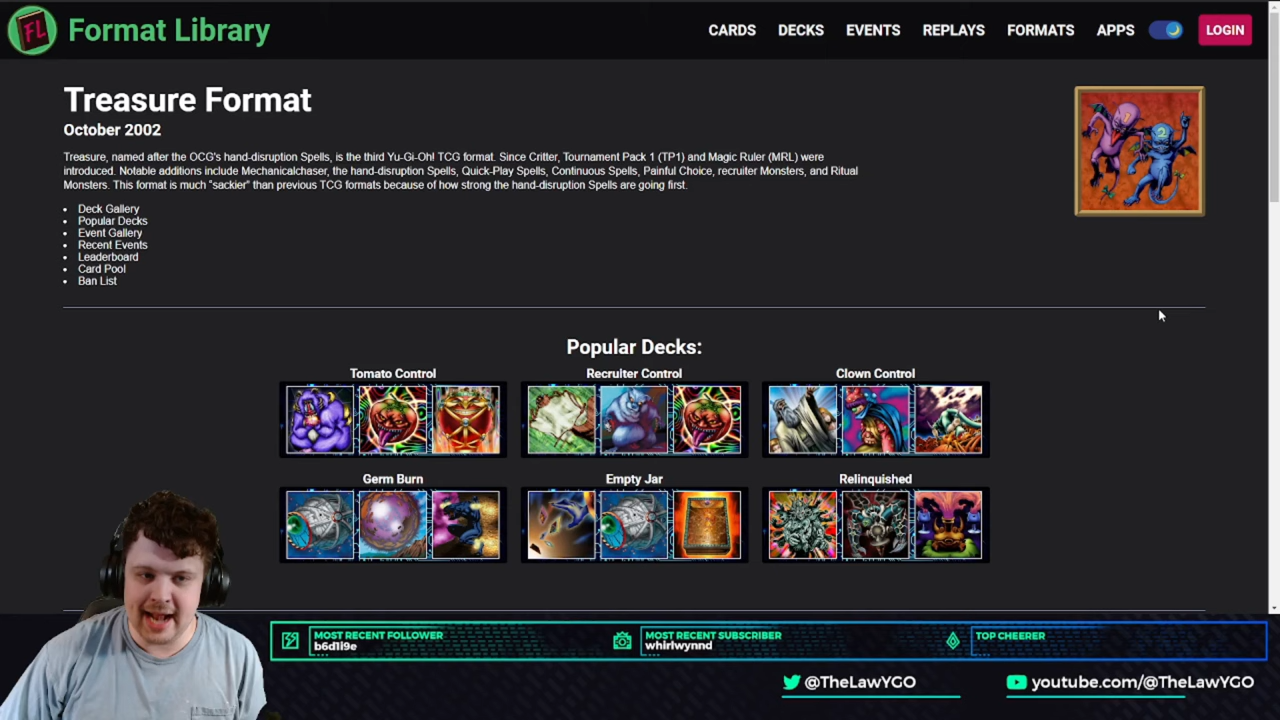 FL Format Library
CARDS DECKS EVENTS REPLAYS FORMATS APPS LOGIN
Treasure Format
October 2002
Treasure, named after the OCG's hand-disruption Spells, is the third Yu-Gi-Oh! TCG format. Since Critter, Tournament Pack 1 (TP1) and Magic Ruler (MRL) were
introduced. Notable additions include Mechanicalchaser, the hand-disruption Spells, Quick-Play Spells, Continuous Spells, Painful Choice, recruiter Monsters, and Ritual
Monsters. This format is much "sackier" than previous TCG formats because of how strong the hand-disruption Spells are going first.
Deck Gallery
Popular Decks
Event Gallery
Recent Events
Leaderboard
Card Pool
Ban List
Popular Decks:
Tomato Control Recruiter Control Clown Control
Germ Burn Empty Jar Relinquished
MOST RECENT FOLLOWER
b6d1l9e
MOST RECENT SUBSCRIBER
whirlwynnd
TOP CHEERER
@TheLawYGO
youtube.com/@TheLawYGO